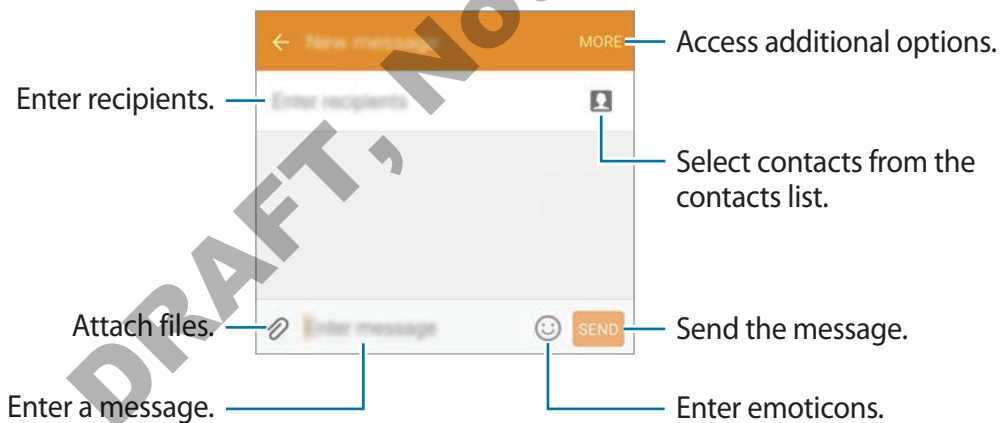 New message
MORE
Access additional options.
Enter recipients.
Enter recipients
Select contacts from the
contacts list.
Attach files.
Enter message
SEND
Send the message.
Enter a message.
Enter emoticons.
DRAFT, No